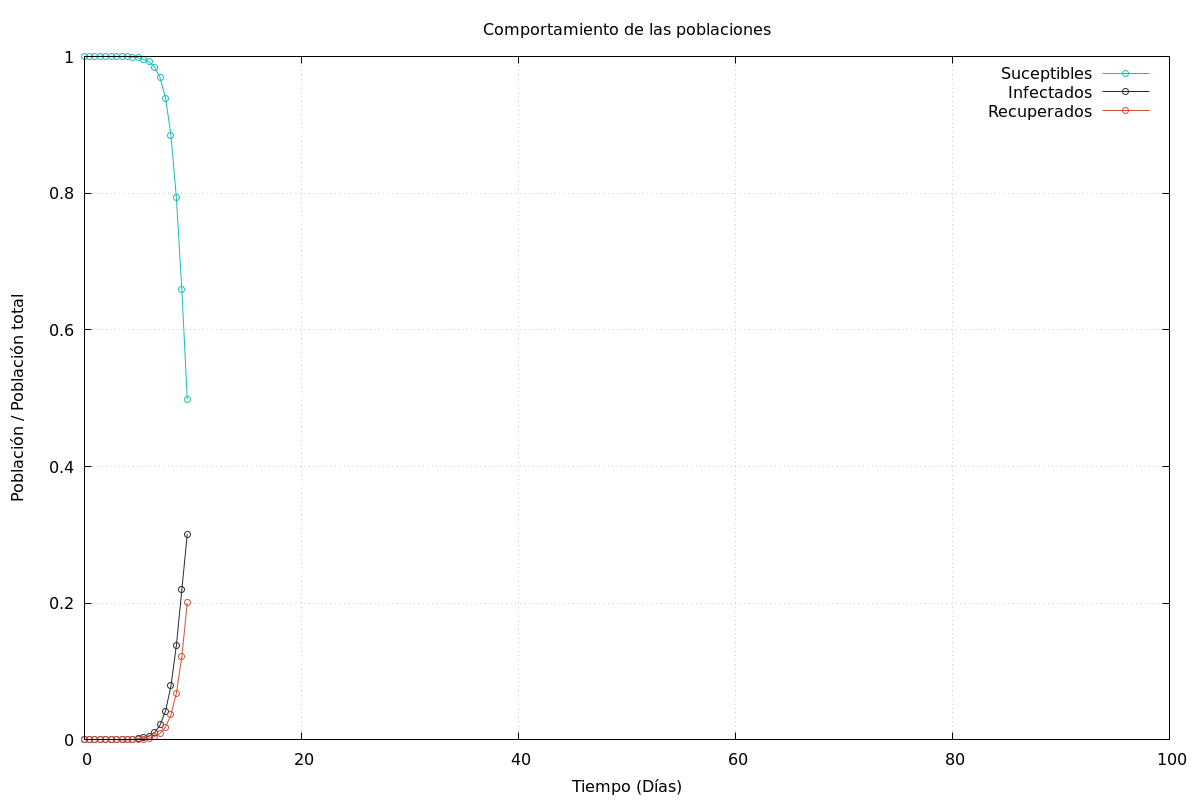 Comportamiento de las poblaciones
Suceptibles
Infectados
Recuperados
1
0.8
0.6
0.4
0.2
0
Población / Población total
0 20 40 60 80 100
Tiempo (Días)